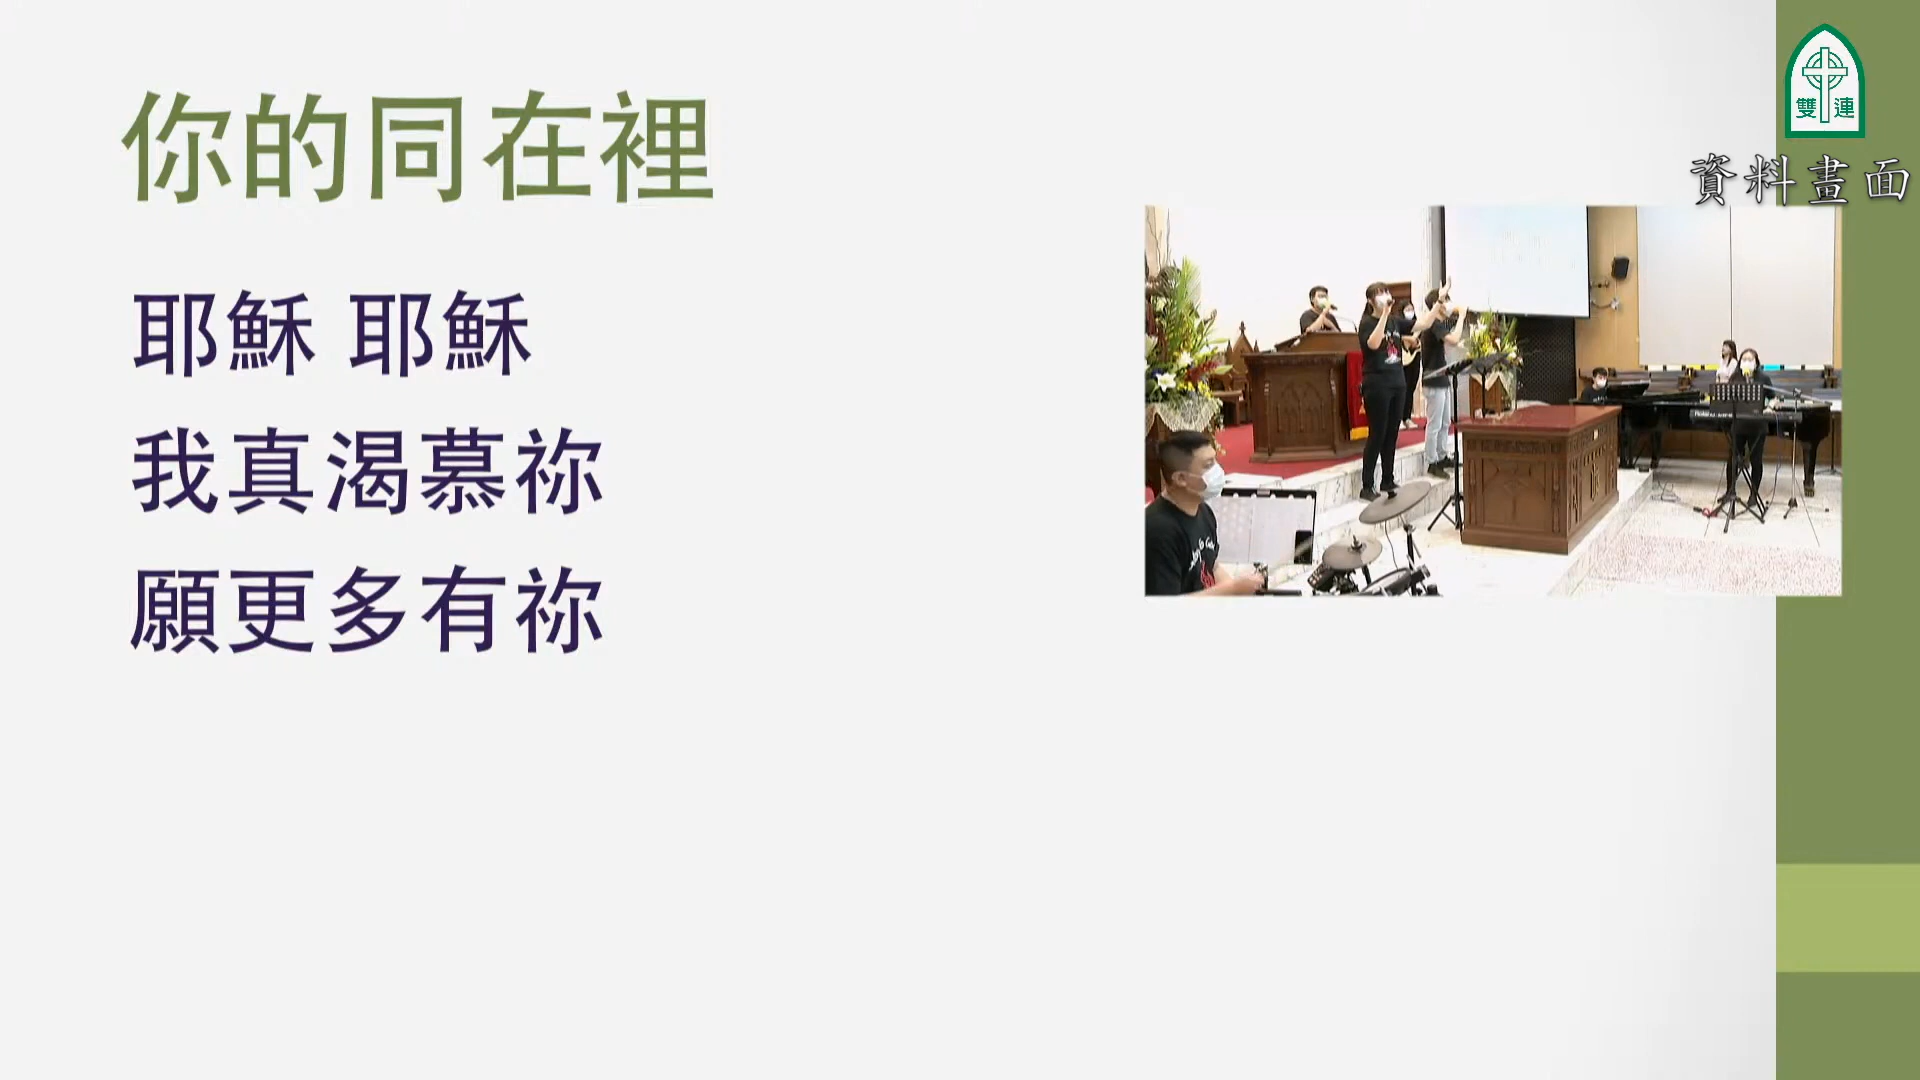 你的同在裡
耶穌 耶穌
我真渴慕祢
願更多有祢
雙連
資料畫面
Roland